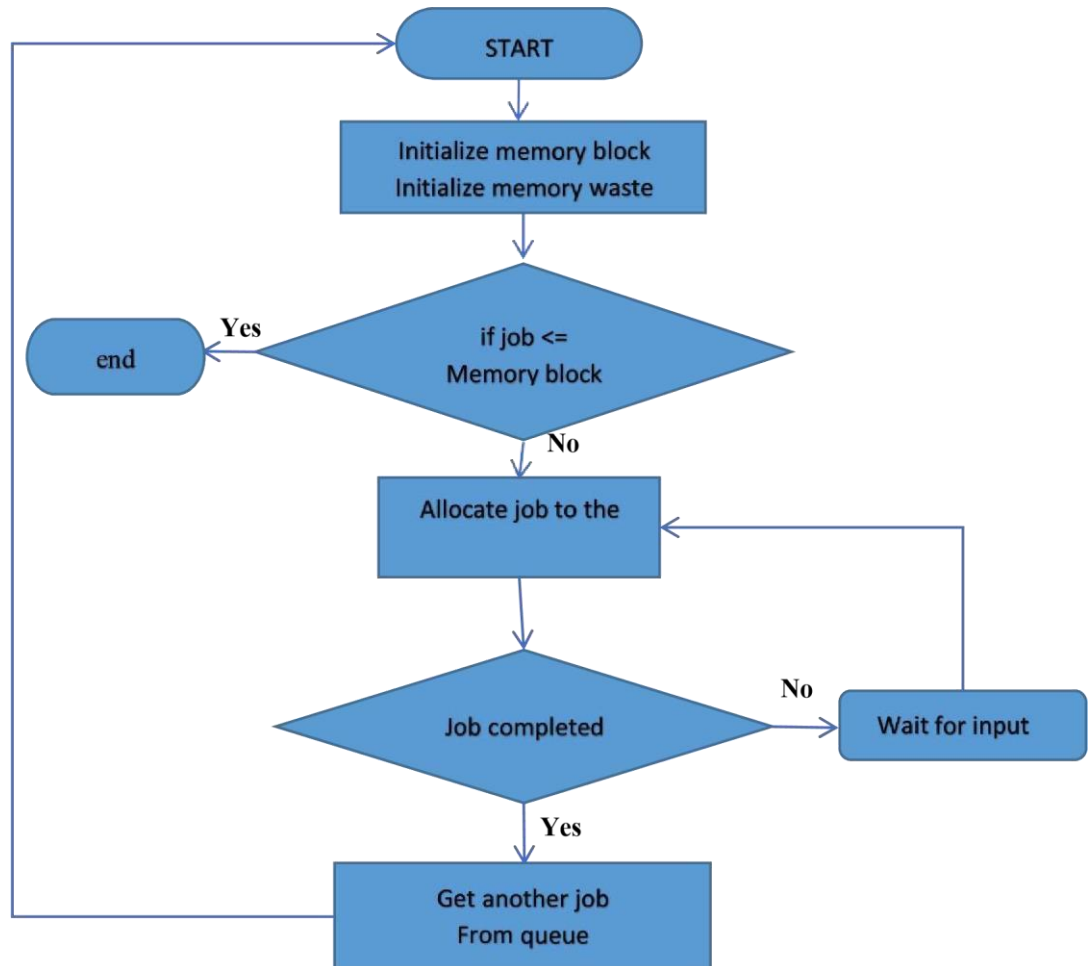 START
Initialize memory block
Initialize memory waste
Yes
end
if job <=
Memory block
No
Allocate job to the
Job completed
No
Wait for input
Yes
Get another job
From queue